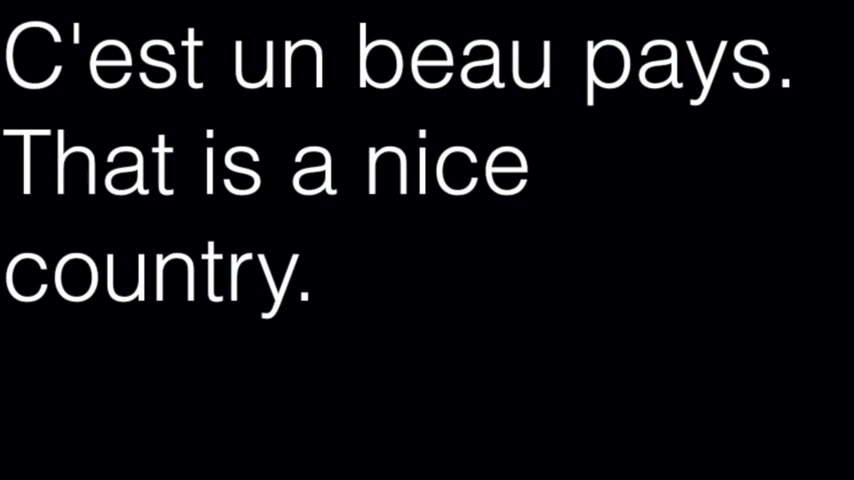 C'est un beau pays.
That is a nice
country.